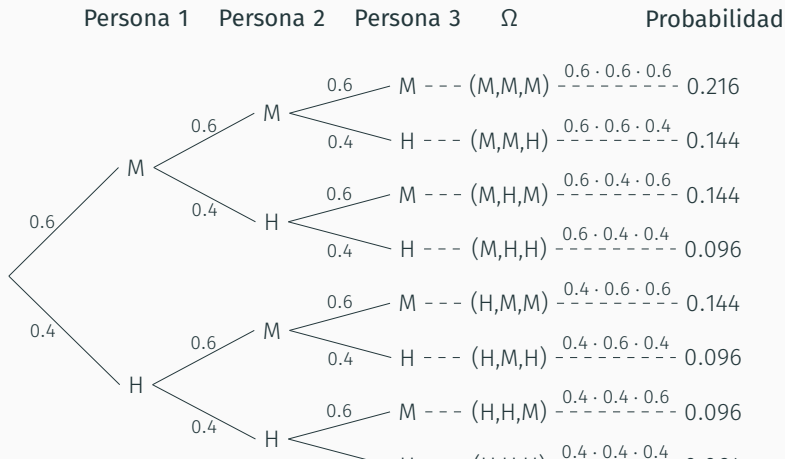 Persona 1 Persona 2 Persona 3 Ω Probabilidad
0.6 M --- (M,M,M) 0.6 · 0.6 · 0.6 0.216
0.6 M
0.4 H --- (M,M,H) 0.6 · 0.6 · 0.4 0.144
M
0.6 M --- (M,H,M) 0.6 · 0.4 · 0.6 0.144
0.4 H
0.6 0.4 H --- (M,H,H) 0.6 · 0.4 · 0.4 0.096
0.6 M --- (H,M,M) 0.4 · 0.6 · 0.6 0.144
0.4 0.6 M
0.4 H --- (H,M,H) 0.4 · 0.6 · 0.4 0.096
H
0.6 M --- (H,H,M) 0.4 · 0.4 · 0.6 0.096
0.4 H
0.4 · 0.4 · 0.4